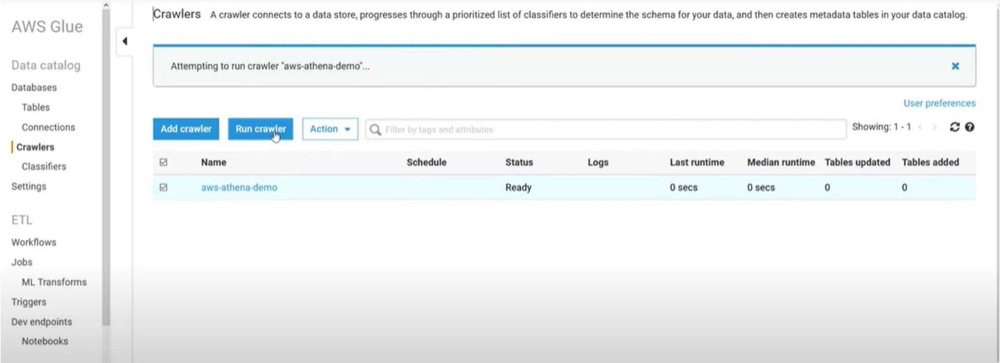 AWS Glue
Data catalog
Databases
Tables
Connections
Crawlers
Classifiers
Settings
ETL
Workflows
Jobs
ML Transforms
Triggers
Dev endpoints
Notebooks
Crawlers A crawler connects to a data store, progresses through a prioritized list of classifiers to determine the schema for your data, and then creates metadata tables in your data catalog.
Attempting to run crawler "aws-athena-demo"...
User preferences
Add crawler Run crawler Action Filter by tags and attributes Showing: 1 - 1
Name Schedule Status Logs Last runtime Median runtime Tables updated Tables added
aws-athena-demo Ready 0 secs 0 secs 0 0